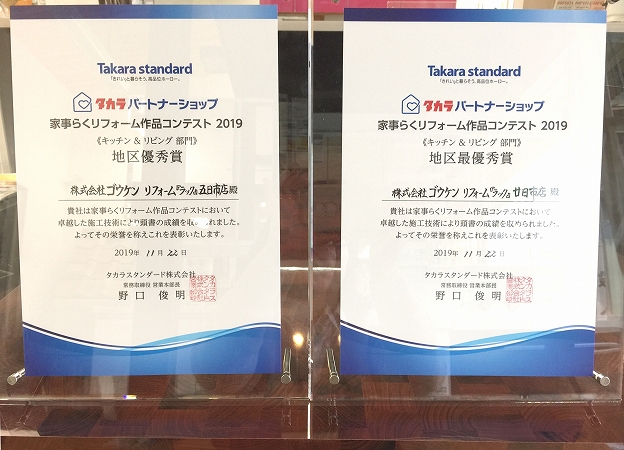 Takara standard
「きれい」と暮らそう。高品位ホーロー。
タカラパートナーショップ
家事らくリフォーム作品コンテスト 2019
《キッチン & リビング 部門》
地区優秀賞
株式会社ゴウケン リフォームデラックス五日市店 殿
貴社は家事らくリフォーム作品コンテストにおいて
卓越した施工技術により頭書の成績を収められました。
よってその栄誉を称えこれを表彰いたします。
2019年 11月 22日
タカラスタンダード株式会社
常務取締役 営業本部長
野口 俊明
Takara standard
「きれい」と暮らそう。高品位ホーロー。
タカラパートナーショップ
家事らくリフォーム作品コンテスト 2019
《キッチン & リビング 部門》
地区最優秀賞
株式会社ゴウケン リフォームデラックス廿日市店 殿
貴社は家事らくリフォーム作品コンテストにおいて
卓越した施工技術により頭書の成績を収められました。
よってその栄誉を称えこれを表彰いたします。
2019年 11月 22日
タカラスタンダード株式会社
常務取締役 営業本部長
野口 俊明